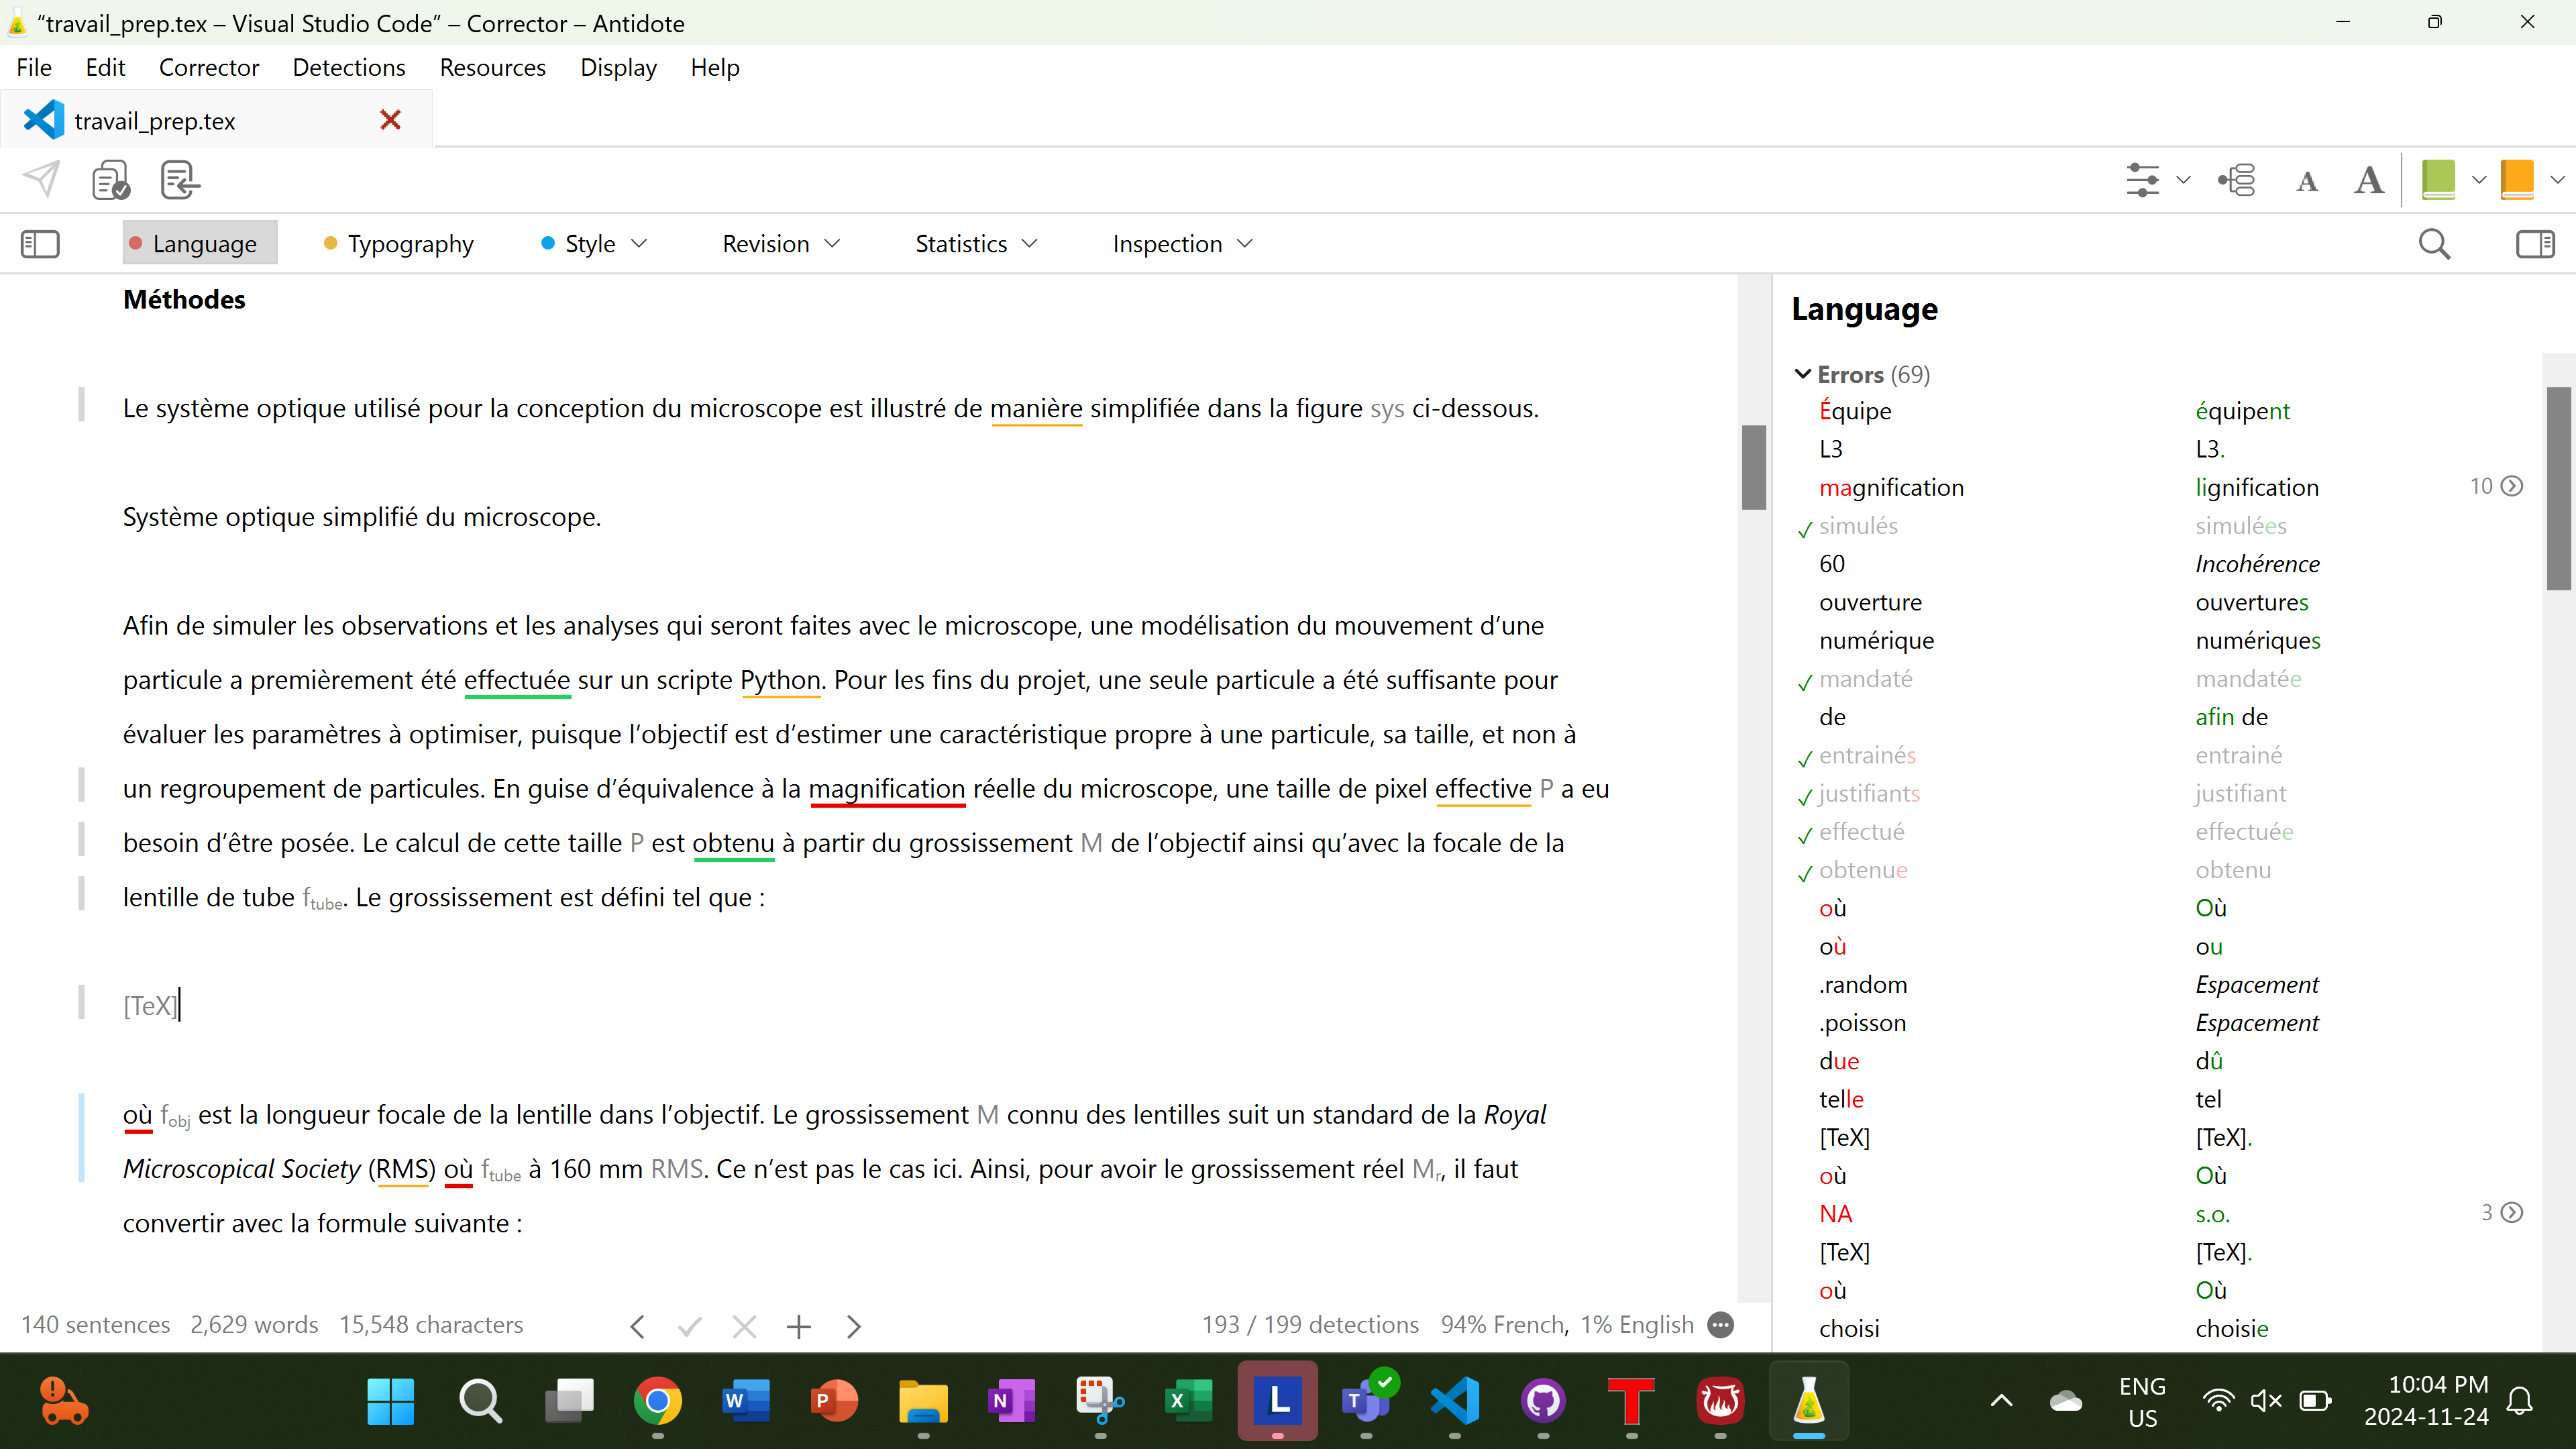 “travail_prep.tex – Visual Studio Code” – Corrector – Antidote
File Edit Corrector Detections Resources Display Help
travail_prep.tex
A A
Language Typography Style Revision Statistics Inspection
Méthodes
Le système optique utilisé pour la conception du microscope est illustré de manière simplifiée dans la figure sys ci-dessous.
Système optique simplifié du microscope.
Afin de simuler les observations et les analyses qui seront faites avec le microscope, une modélisation du mouvement d’une
particule a premièrement été effectuée sur un scripte Python. Pour les fins du projet, une seule particule a été suffisante pour
évaluer les paramètres à optimiser, puisque l’objectif est d’estimer une caractéristique propre à une particule, sa taille, et non à
un regroupement de particules. En guise d’équivalence à la magnification réelle du microscope, une taille de pixel effective P a eu
besoin d’être posée. Le calcul de cette taille P est obtenu à partir du grossissement M de l’objectif ainsi qu’avec la focale de la
lentille de tube ftube. Le grossissement est défini tel que :
[TeX]
où fobj est la longueur focale de la lentille dans l’objectif. Le grossissement M connu des lentilles suit un standard de la Royal
Microscopical Society (RMS) où ftube à 160 mm RMS. Ce n’est pas le cas ici. Ainsi, pour avoir le grossissement réel Mr, il faut
convertir avec la formule suivante :
140 sentences 2,629 words 15,548 characters
193 / 199 detections 94% French, 1% English
Language
Errors (69)
Équipe équipent
L3 L3.
magnification lignification 10
simulés simulées
60 Incohérence
ouverture ouvertures
numérique numériques
mandaté mandatée
de afin de
entrainés entrainé
justifiants justifiant
effectué effectuée
obtenue obtenu
où Où
où ou
.random Espacement
.poisson Espacement
due dû
telle tel
[TeX] [TeX].
où Où
NA s.o. 3
[TeX] [TeX].
où Où
choisi choisie
W P N X L T T
ENG
US
10:04 PM
2024-11-24